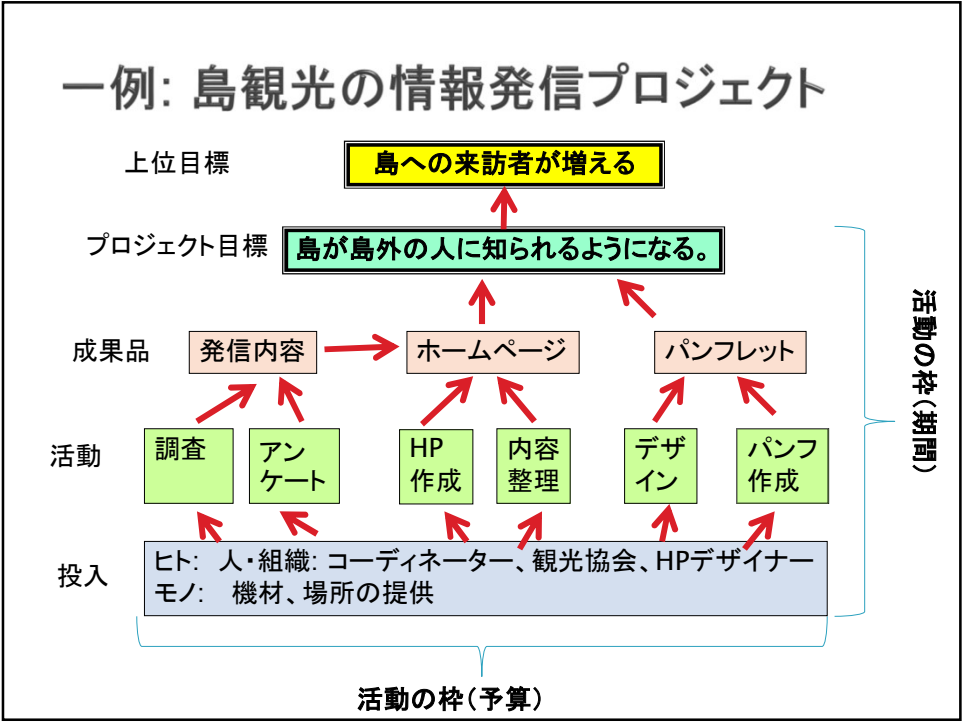 一例: 島観光の情報発信プロジェクト
上位目標
島への来訪者が増える
プロジェクト目標
島が島外の人に知られるようになる。
成果品
発信内容
ホームページ
パンフレット
活動
調査
アン
ケート
HP
作成
内容
整理
デザ
イン
パンフ
作成
投入
ヒト: 人・組織: コーディネーター、観光協会、HPデザイナー
モノ: 機材、場所の提供
活動の枠(期間)
活動の枠(予算)